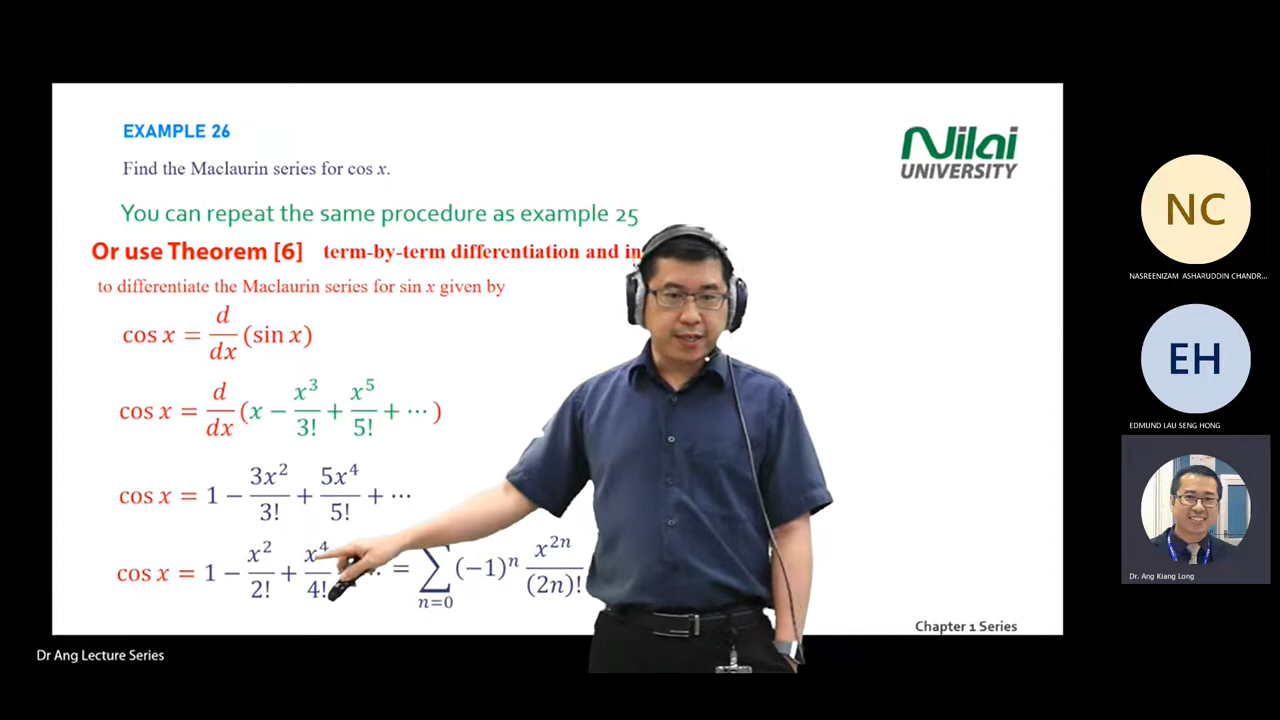 EXAMPLE 26
Nilai
UNIVERSITY
Find the Maclaurin series for cos x.
You can repeat the same procedure as example 25
Or use Theorem [6] term-by-term differentiation and in
to differentiate the Maclaurin series for sin x given by
cos x = d/dx (sin x)
cos x = d/dx (x − x³/3! + x⁵/5! + ⋯ )
cos x = 1 − 3x²/3! + 5x⁴/5! + ⋯
cos x = 1 − x²/2! + x⁴/4! ⋯ = ∑ n=0 (−1)ⁿ x²ⁿ/(2n)!
Chapter 1 Series
Dr Ang Lecture Series
NC
NASREENIZAM ASHARUDDIN CHANDR...
EH
EDMUND LAU SENG HONG
Dr. Ang Kiang Long